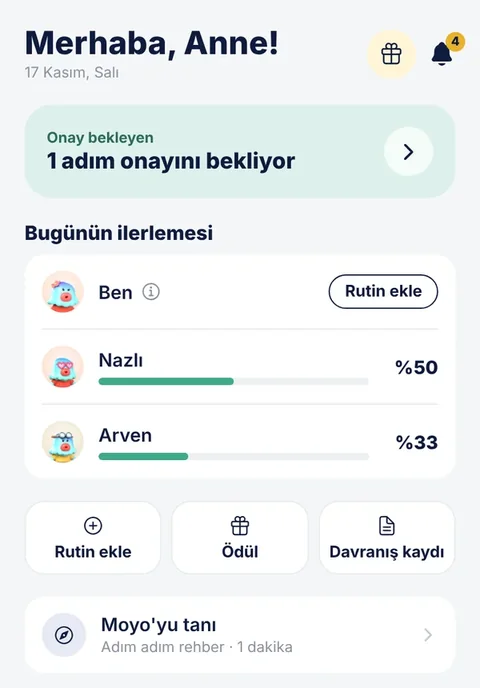 Merhaba, Anne!
17 Kasım, Salı
4
Onay bekleyen
1 adım onayını bekliyor
Bugünün ilerlemesi
Ben
Rutin ekle
Nazlı
%50
Arven
%33
Rutin ekle
Ödül
Davranış kaydı
Moyo'yu tanı
Adım adım rehber · 1 dakika